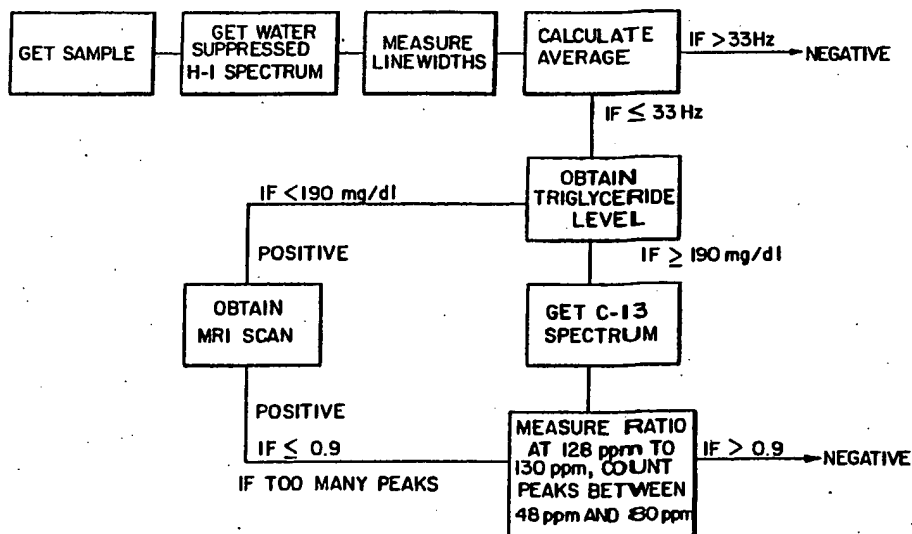 GET SAMPLE
GET WATER
SUPPRESSED
H-1 SPECTRUM
MEASURE
LINEWIDTHS
CALCULATE
AVERAGE
IF > 33Hz
NEGATIVE
IF ≤ 33 Hz
OBTAIN
TRIGLYCERIDE
LEVEL
IF < 190 mg/dl
POSITIVE
IF ≥ 190 mg/dl
OBTAIN
MRI SCAN
GET C-13
SPECTRUM
POSITIVE
IF ≤ 0.9
IF TOO MANY PEAKS
MEASURE RATIO
AT 128 ppm TO
130 ppm, COUNT
PEAKS BETWEEN
48 ppm AND 80 ppm
IF > 0.9
NEGATIVE